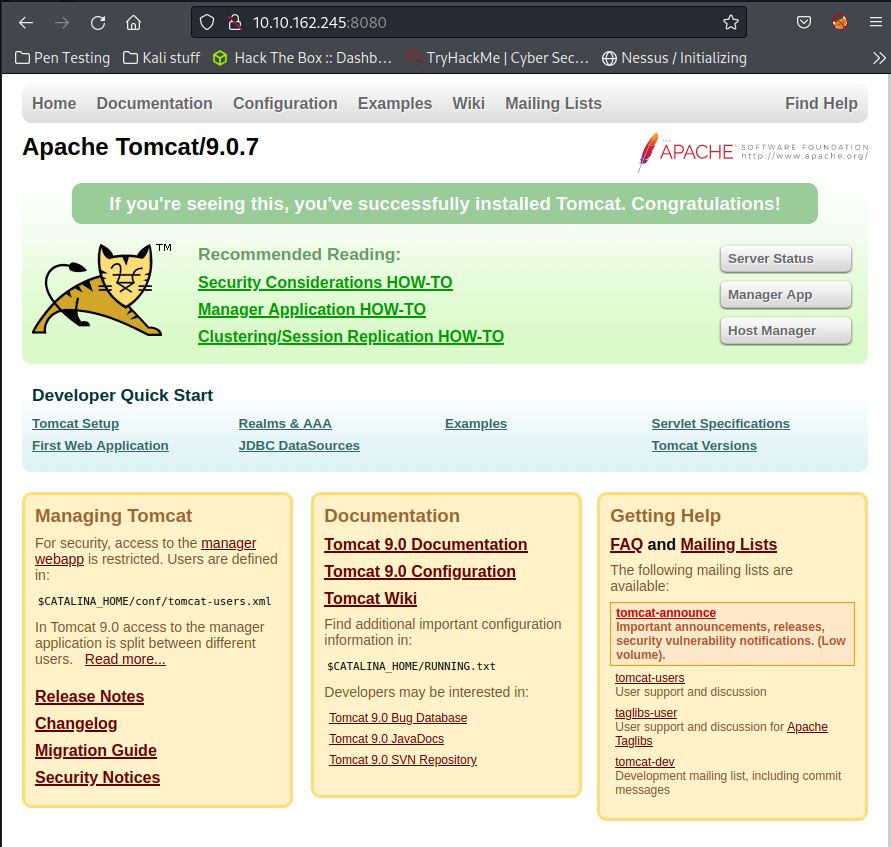 10.10.162.245:8080
Pen Testing Kali stuff Hack The Box :: Dashb... TryHackMe | Cyber Sec... Nessus / Initializing
Home Documentation Configuration Examples Wiki Mailing Lists Find Help
Apache Tomcat/9.0.7
THE APACHE SOFTWARE FOUNDATION
http://www.apache.org/
If you're seeing this, you've successfully installed Tomcat. Congratulations!
TM
Recommended Reading:
Security Considerations HOW-TO
Manager Application HOW-TO
Clustering/Session Replication HOW-TO
Server Status
Manager App
Host Manager
Developer Quick Start
Tomcat Setup
First Web Application
Realms & AAA
JDBC DataSources
Examples
Servlet Specifications
Tomcat Versions
Managing Tomcat
For security, access to the manager
webapp is restricted. Users are defined
in:
$CATALINA_HOME/conf/tomcat-users.xml
In Tomcat 9.0 access to the manager
application is split between different
users. Read more...
Release Notes
Changelog
Migration Guide
Security Notices
Documentation
Tomcat 9.0 Documentation
Tomcat 9.0 Configuration
Tomcat Wiki
Find additional important configuration
information in:
$CATALINA_HOME/RUNNING.txt
Developers may be interested in:
Tomcat 9.0 Bug Database
Tomcat 9.0 JavaDocs
Tomcat 9.0 SVN Repository
Getting Help
FAQ and Mailing Lists
The following mailing lists are
available:
tomcat-announce
Important announcements, releases,
security vulnerability notifications. (Low
volume).
tomcat-users
User support and discussion
taglibs-user
User support and discussion for Apache
Taglibs
tomcat-dev
Development mailing list, including commit
messages